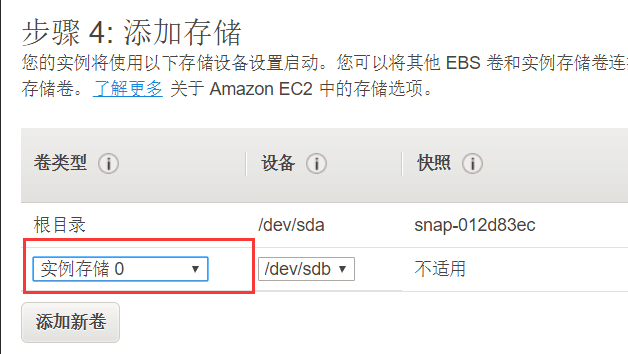 步骤 4: 添加存储
您的实例将使用以下存储设备设置启动。您可以将其他 EBS 卷和实例存储卷连
存储卷。了解更多 关于 Amazon EC2 中的存储选项。
卷类型 设备 快照
根目录 /dev/sda snap-012d83ec
实例存储 0 /dev/sdb 不适用
添加新卷